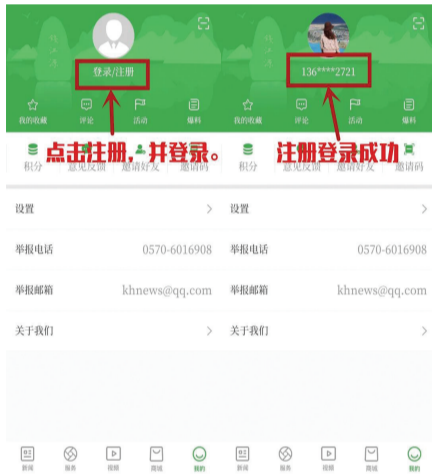 登录/注册
我的收藏 评论 活动 爆料
点击注册，并登录。
积分 意见反馈 邀请好友 邀请码
设置
举报电话 0570-6016908
举报邮箱 khnews@qq.com
关于我们
新闻 服务 视频 商城 我的
136****2721
我的收藏 评论 活动 爆料
注册登录成功
积分 邀请码
设置
举报电话 0570-6016908
举报邮箱 khnews@qq.com
关于我们
新闻 服务 视频 商城 我的